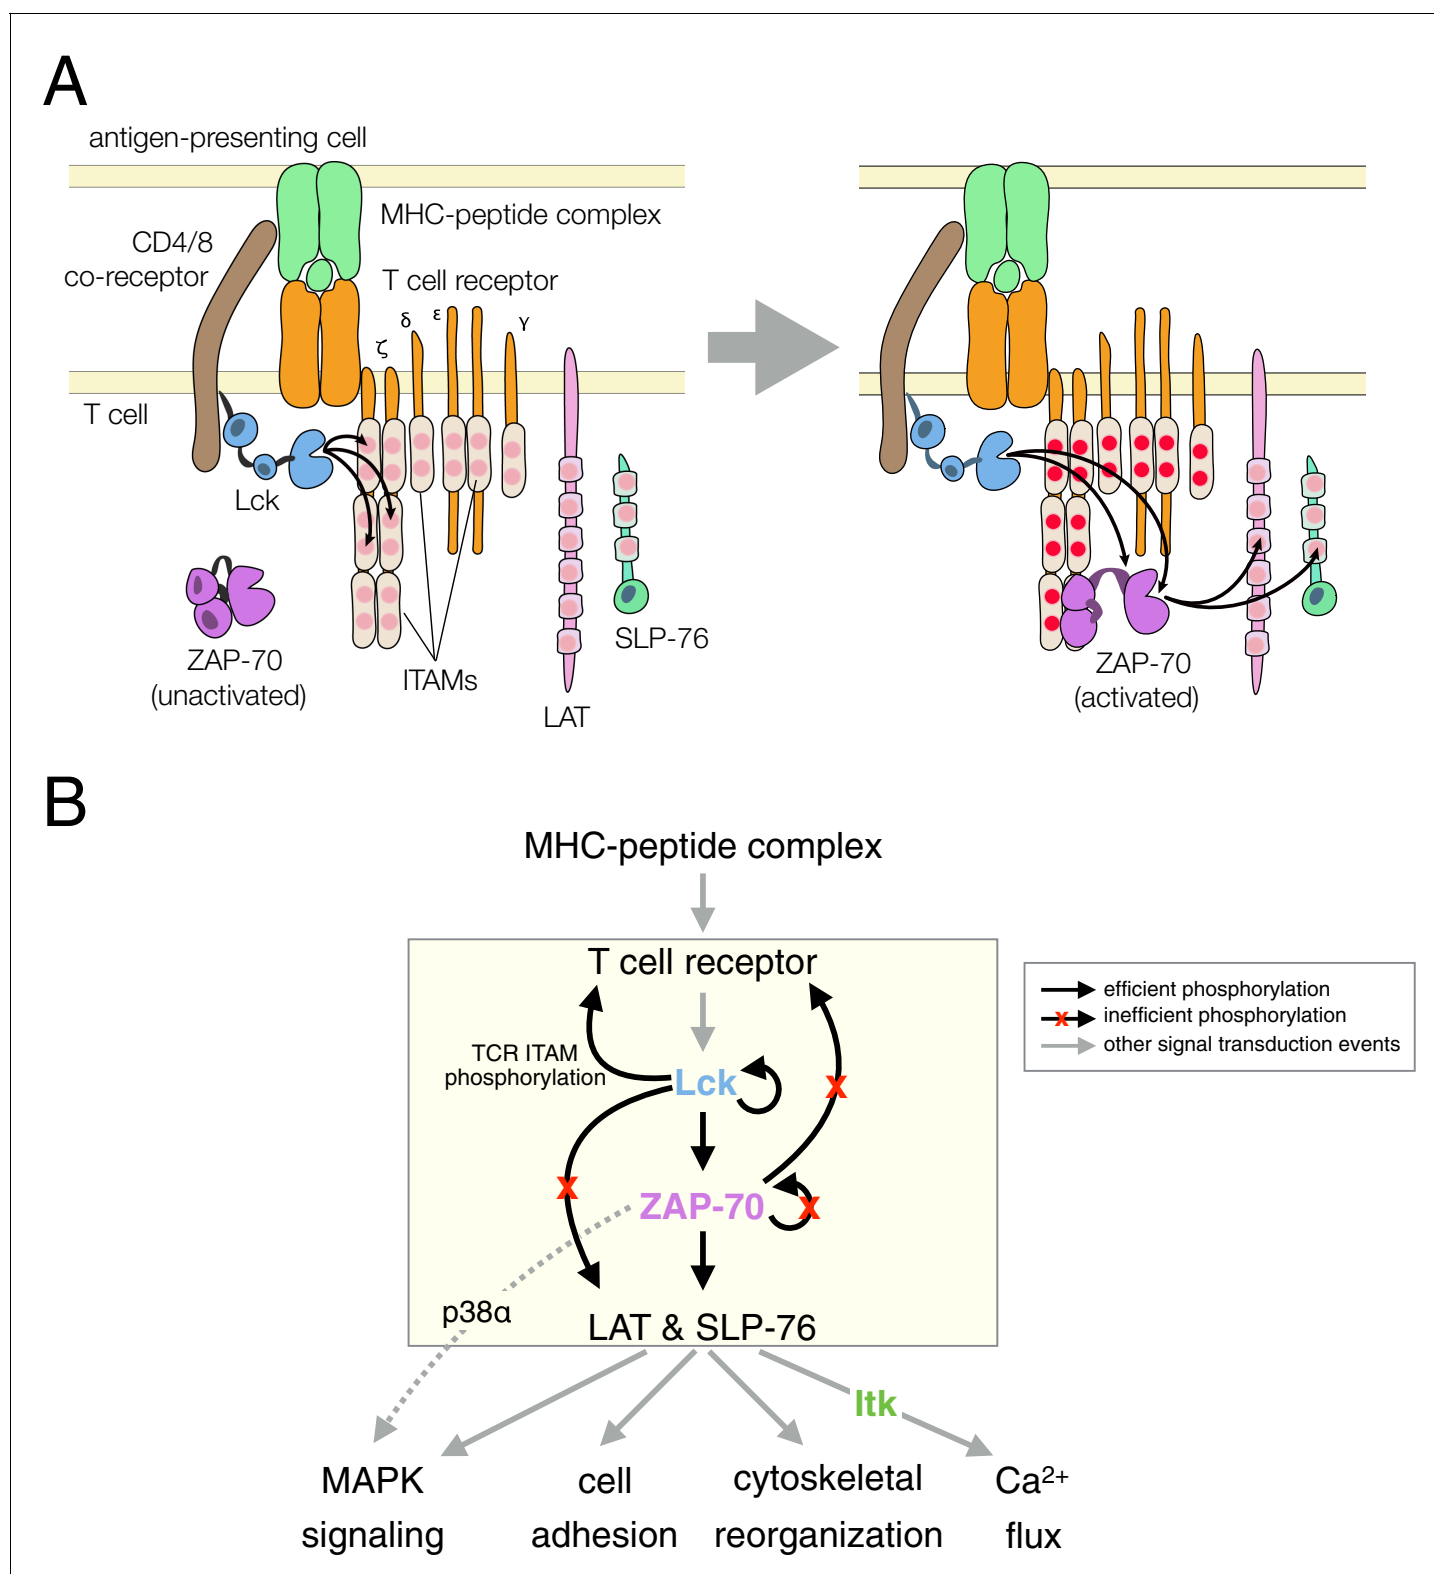 A
antigen-presenting cell
MHC-peptide complex
CD4/8
co-receptor
T cell receptor
ζ
δ
ε
γ
T cell
Lck
ZAP-70
(unactivated)
ITAMs
LAT
SLP-76
ZAP-70
(activated)
B
MHC-peptide complex
T cell receptor
TCR ITAM
phosphorylation
Lck
X
X
ZAP-70
X
p38α
LAT & SLP-76
efficient phosphorylation
X inefficient phosphorylation
other signal transduction events
Itk
MAPK
signaling
cell
adhesion
cytoskeletal
reorganization
Ca²⁺
flux